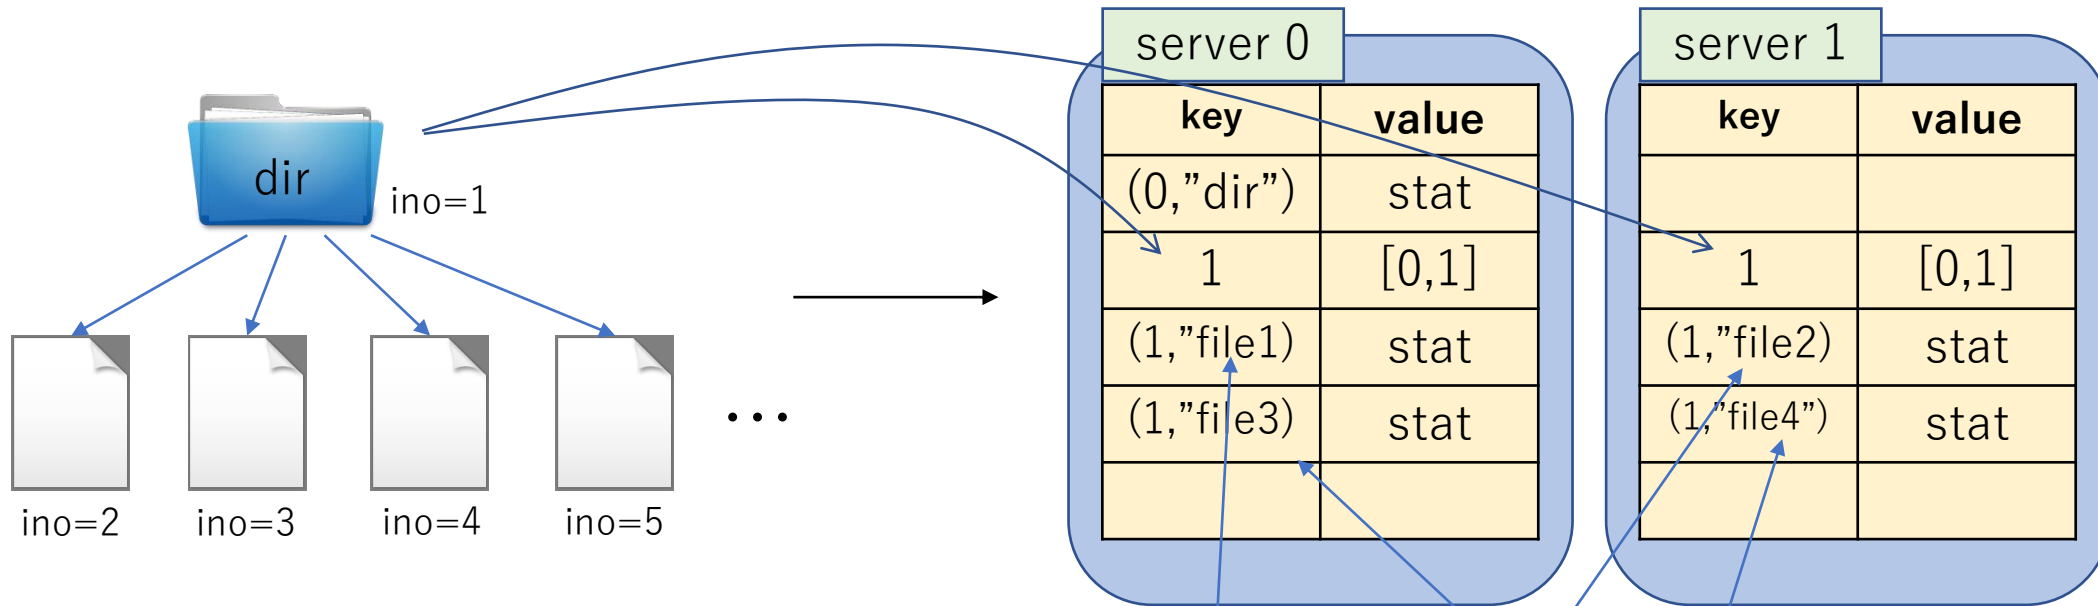 dir
ino=1
ino=2 ino=3 ino=4 ino=5
...
server 0
key value
(0,”dir”) stat
1 [0,1]
(1,”file1) stat
(1,”file3) stat
server 1
key value
1 [0,1]
(1,”file2) stat
(1,”file4”) stat